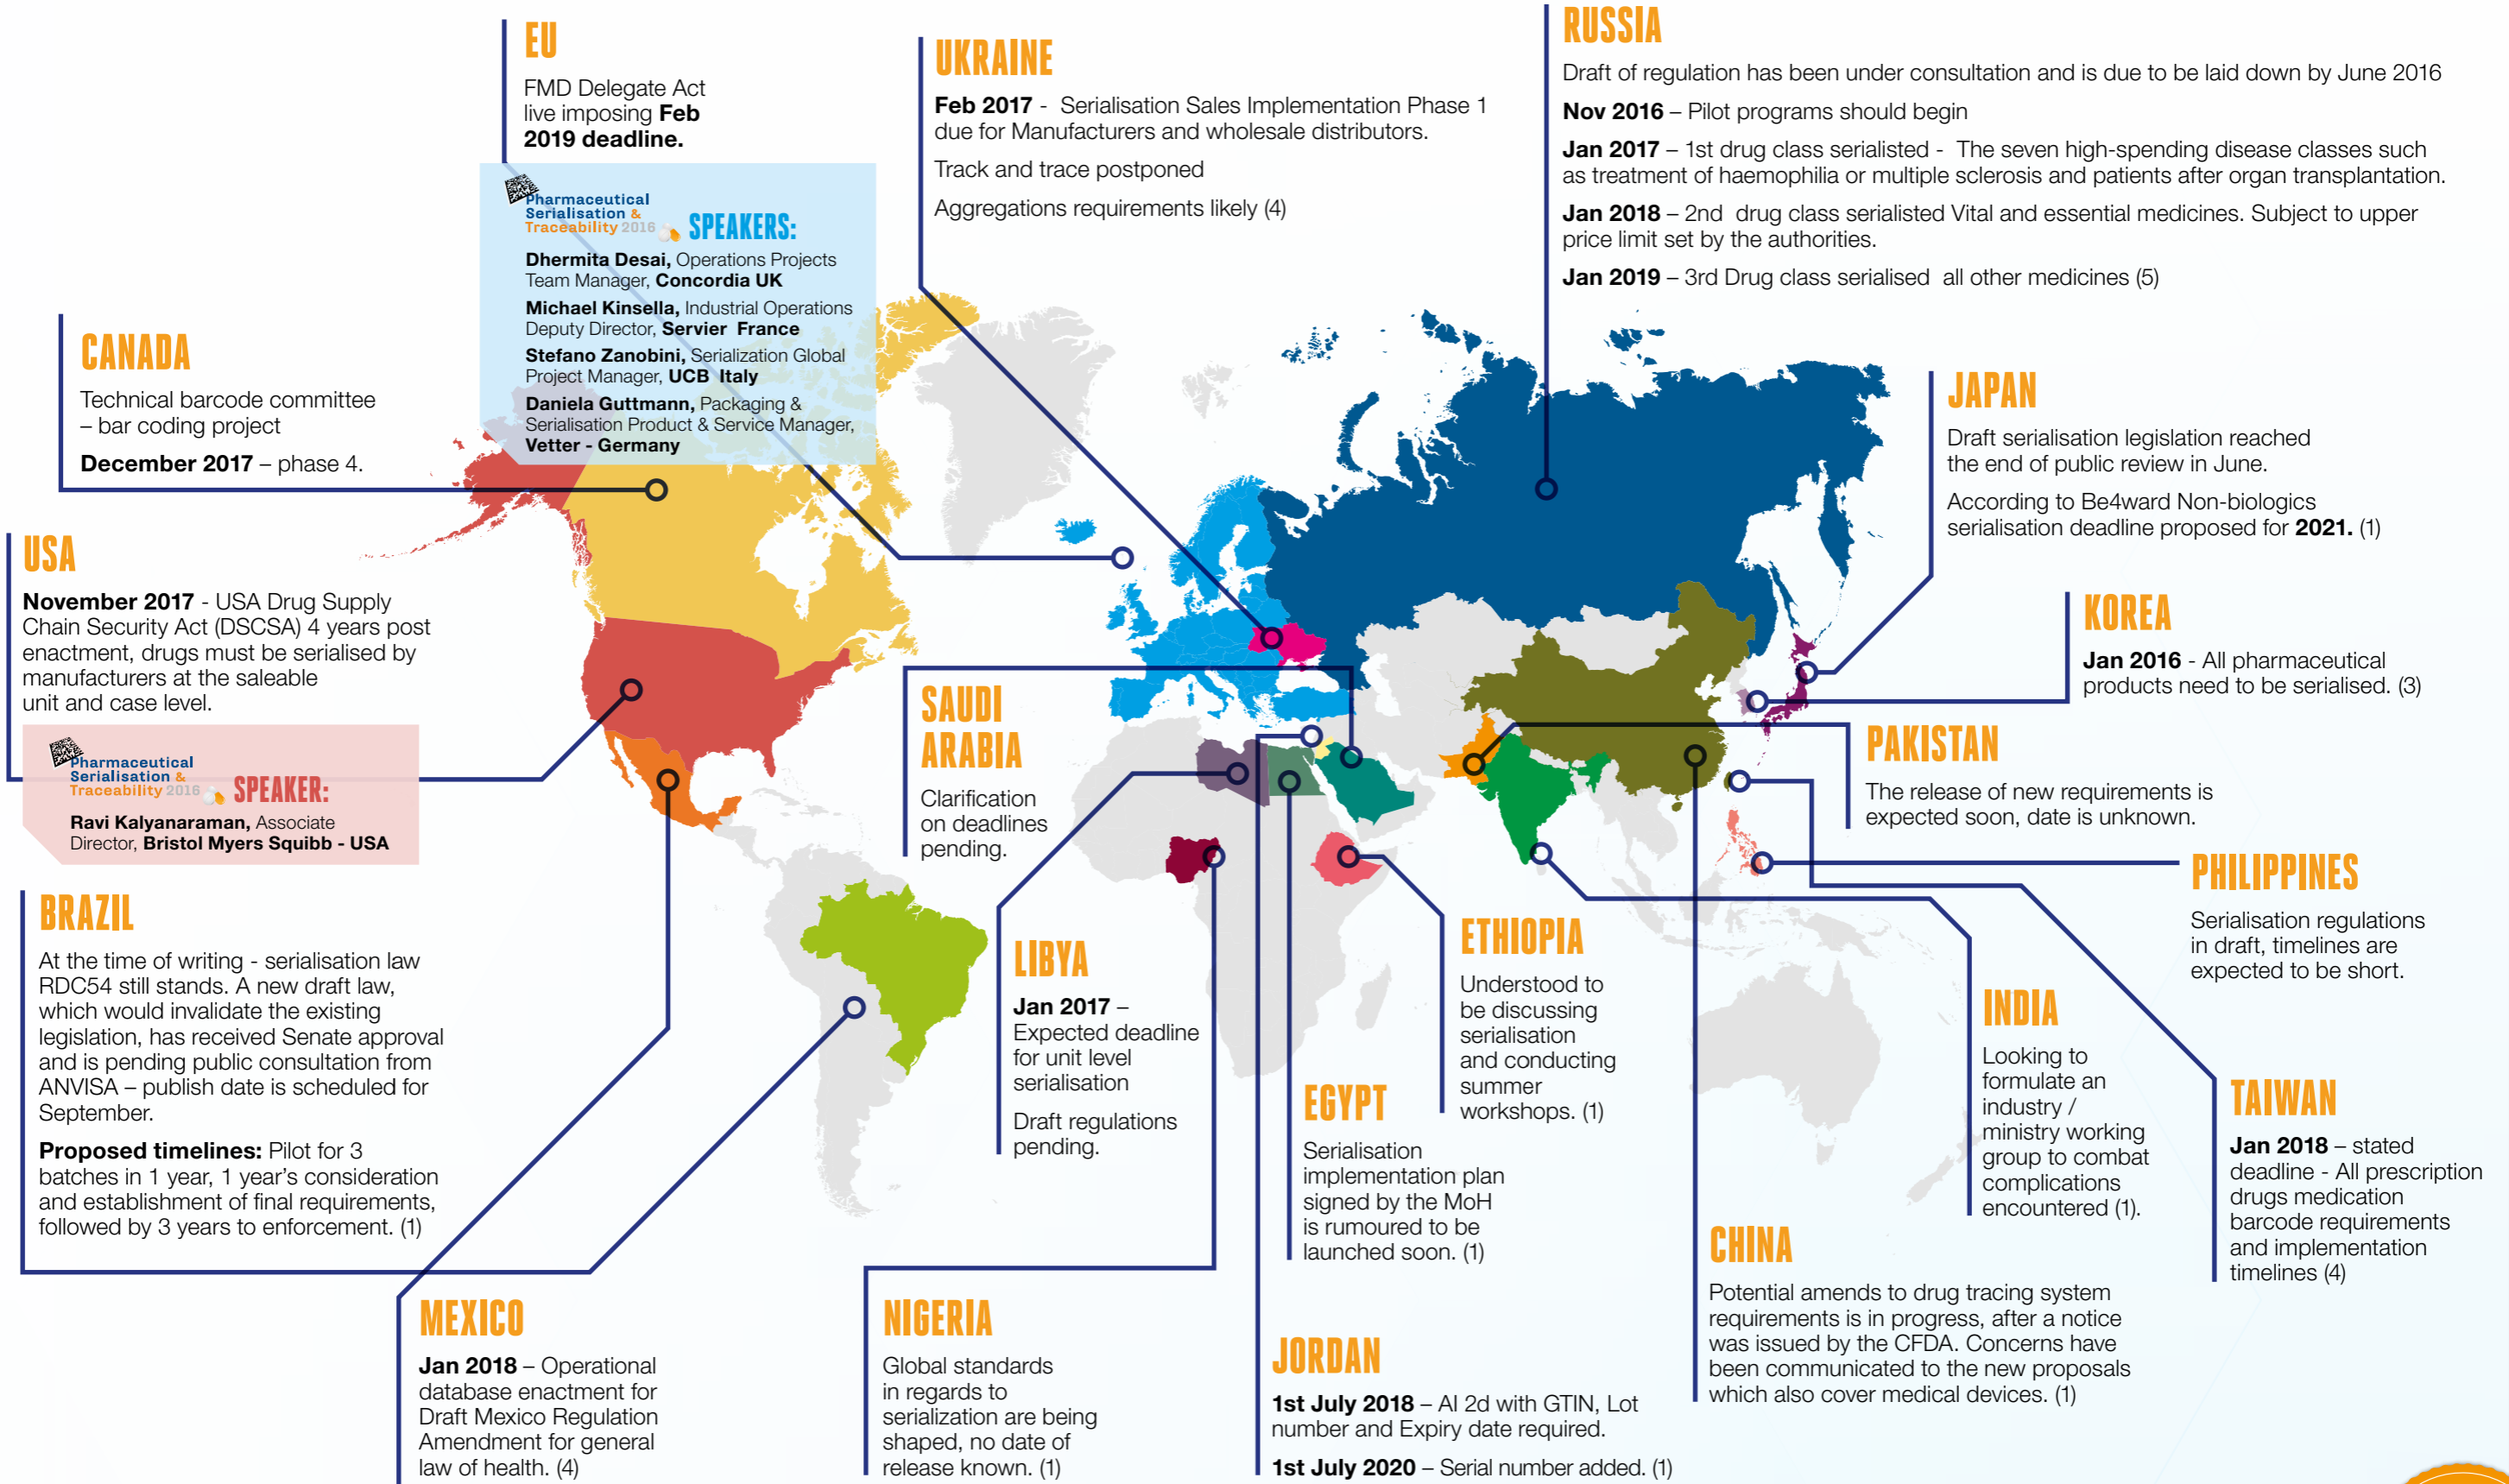 EU
FMD Delegate Act
live imposing Feb
2019 deadline.
Pharmaceutical
Serialisation &
Traceability 2016
SPEAKERS:
Dhermita Desai, Operations Projects
Team Manager, Concordia UK
Michael Kinsella, Industrial Operations
Deputy Director, Servier France
Stefano Zanobini, Serialization Global
Project Manager, UCB Italy
Daniela Guttmann, Packaging &
Serialisation Product & Service Manager,
Vetter - Germany
UKRAINE
Feb 2017 - Serialisation Sales Implementation Phase 1
due for Manufacturers and wholesale distributors.
Track and trace postponed
Aggregations requirements likely (4)
RUSSIA
Draft of regulation has been under consultation and is due to be laid down by June 2016
Nov 2016 – Pilot programs should begin
Jan 2017 – 1st drug class serialisted - The seven high-spending disease classes such
as treatment of haemophilia or multiple sclerosis and patients after organ transplantation.
Jan 2018 – 2nd drug class serialisted Vital and essential medicines. Subject to upper
price limit set by the authorities.
Jan 2019 – 3rd Drug class serialised all other medicines (5)
CANADA
Technical barcode committee
– bar coding project
December 2017 – phase 4.
JAPAN
Draft serialisation legislation reached
the end of public review in June.
According to Be4ward Non-biologics
serialisation deadline proposed for 2021. (1)
USA
November 2017 - USA Drug Supply
Chain Security Act (DSCSA) 4 years post
enactment, drugs must be serialised by
manufacturers at the saleable
unit and case level.
Pharmaceutical
Serialisation &
Traceability 2016
SPEAKER:
Ravi Kalyanaraman, Associate
Director, Bristol Myers Squibb - USA
KOREA
Jan 2016 - All pharmaceutical
products need to be serialised. (3)
SAUDI
ARABIA
Clarification
on deadlines
pending.
PAKISTAN
The release of new requirements is
expected soon, date is unknown.
PHILIPPINES
Serialisation regulations
in draft, timelines are
expected to be short.
BRAZIL
At the time of writing - serialisation law
RDC54 still stands. A new draft law,
which would invalidate the existing
legislation, has received Senate approval
and is pending public consultation from
ANVISA – publish date is scheduled for
September.
Proposed timelines: Pilot for 3
batches in 1 year, 1 year's consideration
and establishment of final requirements,
followed by 3 years to enforcement. (1)
LIBYA
Jan 2017 –
Expected deadline
for unit level
serialisation
Draft regulations
pending.
ETHIOPIA
Understood to
be discussing
serialisation
and conducting
summer
workshops. (1)
EGYPT
Serialisation
implementation plan
signed by the MoH
is rumoured to be
launched soon. (1)
INDIA
Looking to
formulate an
industry /
ministry working
group to combat
complications
encountered (1).
TAIWAN
Jan 2018 – stated
deadline - All prescription
drugs medication
barcode requirements
and implementation
timelines (4)
CHINA
Potential amends to drug tracing system
requirements is in progress, after a notice
was issued by the CFDA. Concerns have
been communicated to the new proposals
which also cover medical devices. (1)
MEXICO
Jan 2018 – Operational
database enactment for
Draft Mexico Regulation
Amendment for general
law of health. (4)
NIGERIA
Global standards
in regards to
serialization are being
shaped, no date of
release known. (1)
JORDAN
1st July 2018 – AI 2d with GTIN, Lot
number and Expiry date required.
1st July 2020 – Serial number added. (1)